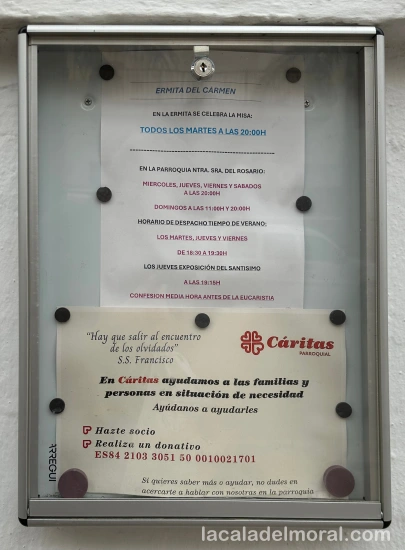 ERMITA DEL CARMEN
EN LA ERMITA SE CELEBRA LA MISA:
TODOS LOS MARTES A LAS 20:00H
EN LA PARROQUIA NTRA. SRA. DEL ROSARIO:
MIERCOLES, JUEVES, VIERNES Y SABADOS
A LAS 20:00H
DOMINGOS A LAS 11:00H Y 20:00H
HORARIO DE DESPACHO TIEMPO DE VERANO:
LOS MARTES, JUEVES Y VIERNES
DE 18:30 A 19:30H
LOS JUEVES EXPOSICIÓN DEL SANTISIMO
A LAS 19:15H
CONFESION MEDIA HORA ANTES DE LA EUCARISTIA
"Hay que salir al encuentro
de los olvidados"
S.S. Francisco
Cáritas
PARROQUIAL
En Cáritas ayudamos a las familias y
personas en situación de necesidad
Ayúdanos a ayudarles
Hazte socio
Realiza un donativo
ES84 2103 3051 50 0010021701
Si quieres saber más o ayudar, no dudes en
acercarte a hablar con nosotras en la parroquia
ARREGUI
lacaladelmoral.com